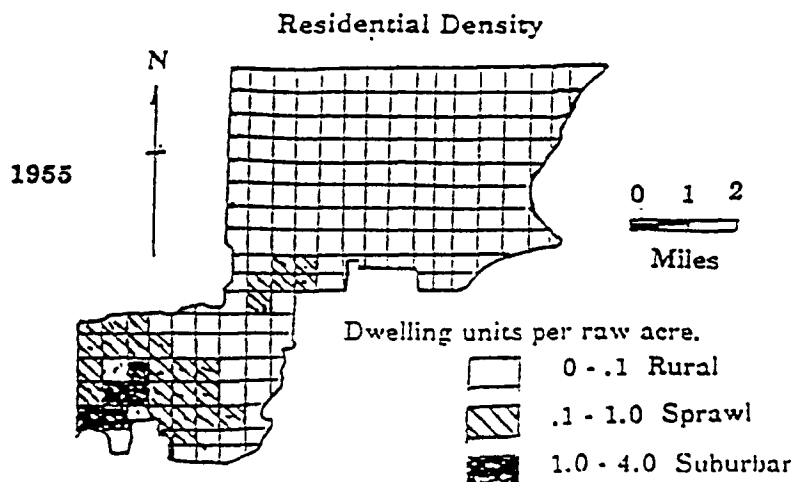 Residential Density
N
1955
0 1 2
Miles
Dwelling units per raw acre.
0 - .1 Rural
.1 - 1.0 Sprawl
1.0 - 4.0 Suburban